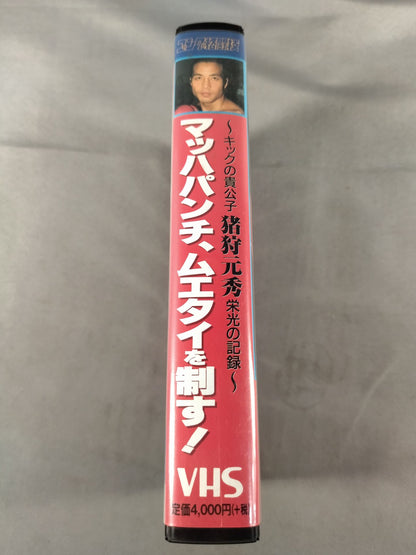 ～キックの貴公子 猪狩元秀 栄光の記録～
マッハパンチ、ムエタイを制す!
VHS
定価4,000円(+税)